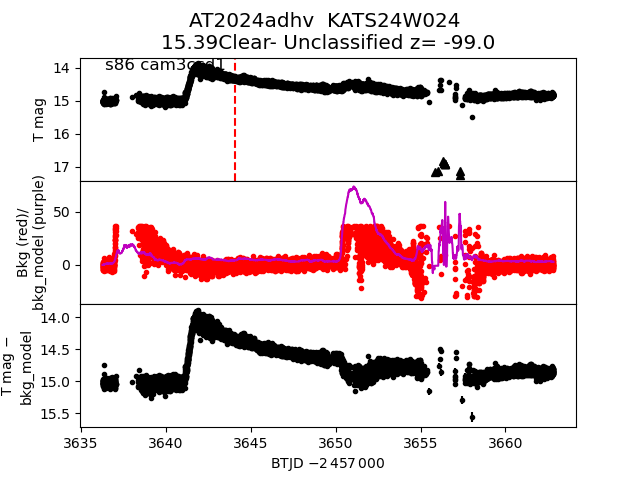 AT2024adhv KATS24W024
15.39Clear- Unclassified z= -99.0
s86 cam3ccd1
14
15
16
17
T mag
50
0
Bkg (red)/
bkg_model (purple)
14.0
14.5
15.0
15.5
T mag −
bkg_model
3635
3640
3645
3650
3655
3660
BTJD −2 457 000